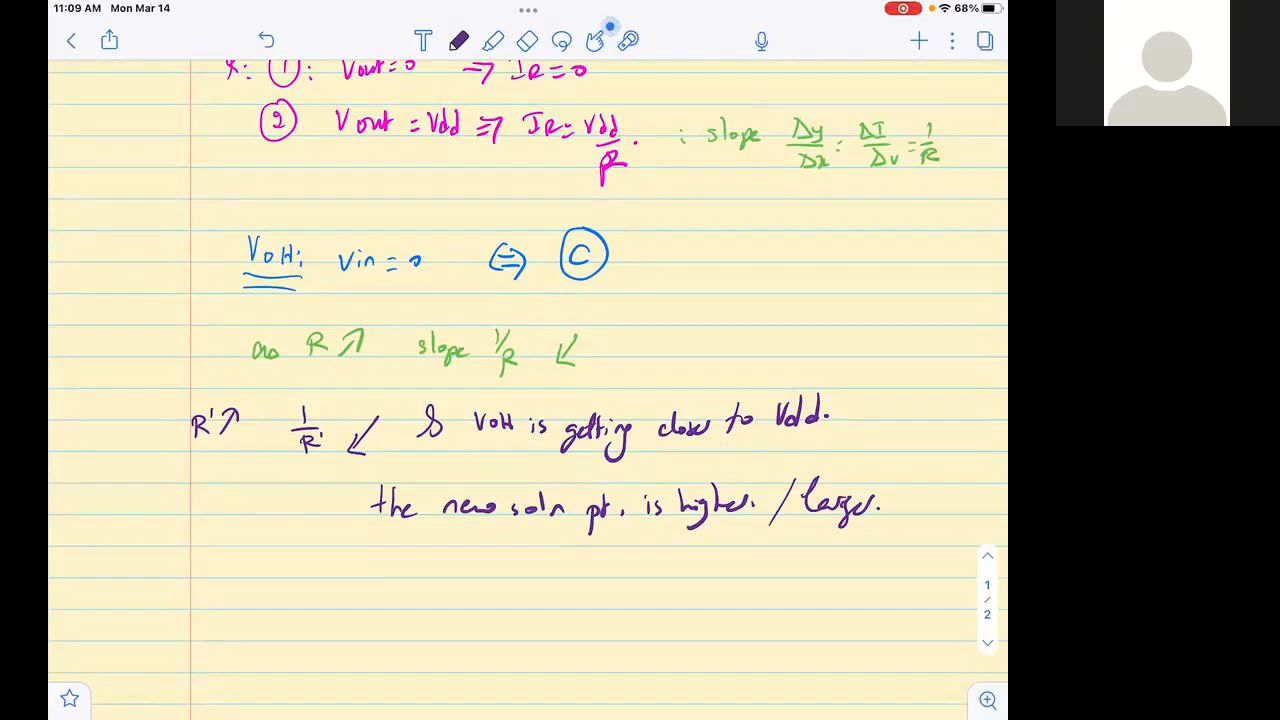 11:09 AM Mon Mar 14
68%
①: Vout=0 ⇒ IR=0
② Vout=Vdd ⇒ IR=Vdd/R. : slope Δy/Δx = ΔI/Δv = 1/R
VOH: Vin=0 ⇔ Ⓒ
as R ↗ slope 1/R ↙
R' ↗ 1/R' ↙ & VOH is getting closer to Vdd.
the new soln pt. is higher. / larger.
1
/
2